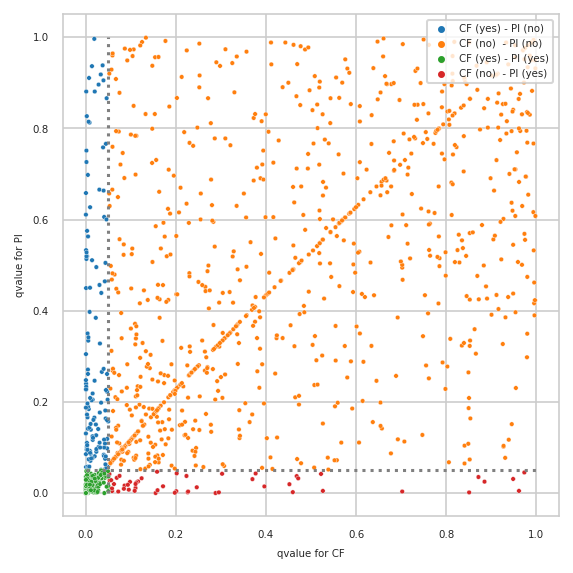 CF (yes) - PI (no)
CF (no)  - PI (no)
CF (yes) - PI (yes)
CF (no)  - PI (yes)
1.0
0.8
0.6
0.4
0.2
0.0
qvalue for PI
0.0 0.2 0.4 0.6 0.8 1.0
qvalue for CF